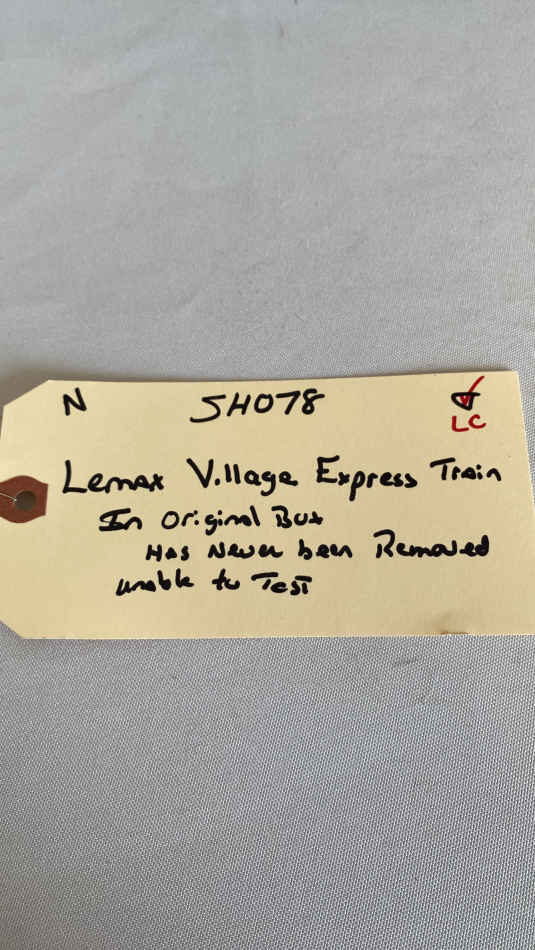 N SH078
LC
Lemax Village Express Train
In Original Box
Has Never been Removed
unable to Test